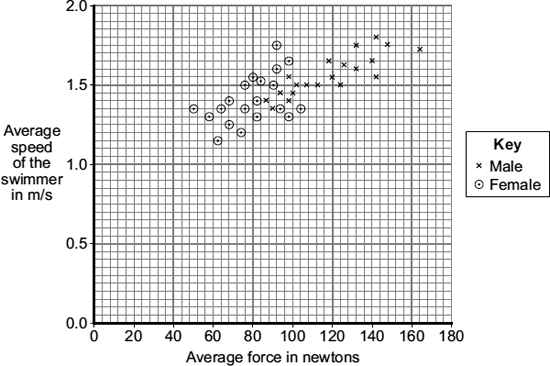 2.0
1.5
1.0
0.5
0.0
Average
speed
of the
swimmer
in m/s
0 20 40 60 80 100 120 140 160 180
Average force in newtons
Key
× Male
⊙ Female